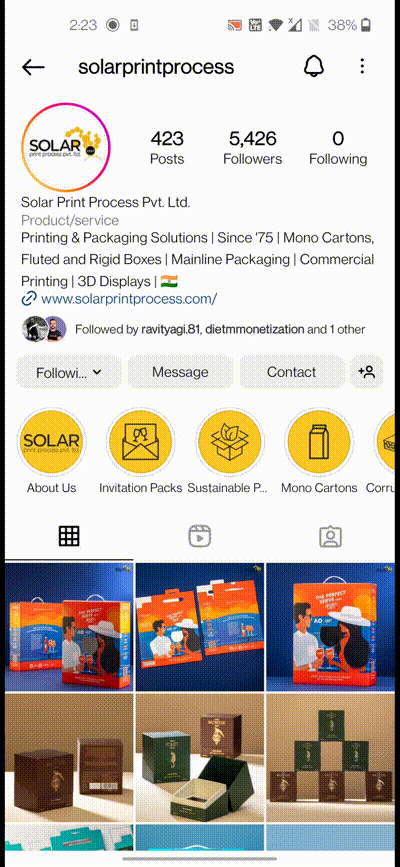 2:23
38%
solarprintprocess
SOLAR
print process pvt. ltd.
423
5,426
0
Posts
Followers
Following
Solar Print Process Pvt. Ltd.
Product/service
Printing & Packaging Solutions | Since '75 | Mono Cartons,
Fluted and Rigid Boxes | Mainline Packaging | Commercial
Printing | 3D Displays | 🇮🇳
www.solarprintprocess.com/
Followed by ravityagi.81, dietmmonetization and 1 other
Followi...
Message
Contact
SOLAR
print process pvt. ltd.
About Us
Invitation Packs
Sustainable P...
Mono Cartons
Corru
THE PERFECT
SERVE
THE PERFECT
SERVE
AO